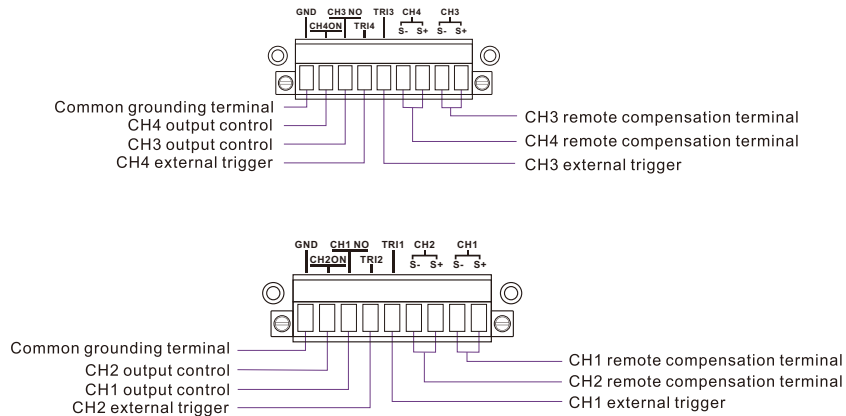 GND CH3 NO TRI3 CH4 CH3
CH4ON TRI4 S- S+ S- S+
Common grounding terminal
CH4 output control
CH3 output control
CH4 external trigger
CH3 remote compensation terminal
CH4 remote compensation terminal
CH3 external trigger
GND CH1 NO TRI1 CH2 CH1
CH2ON TRI2 S- S+ S- S+
Common grounding terminal
CH2 output control
CH1 output control
CH2 external trigger
CH1 remote compensation terminal
CH2 remote compensation terminal
CH1 external trigger